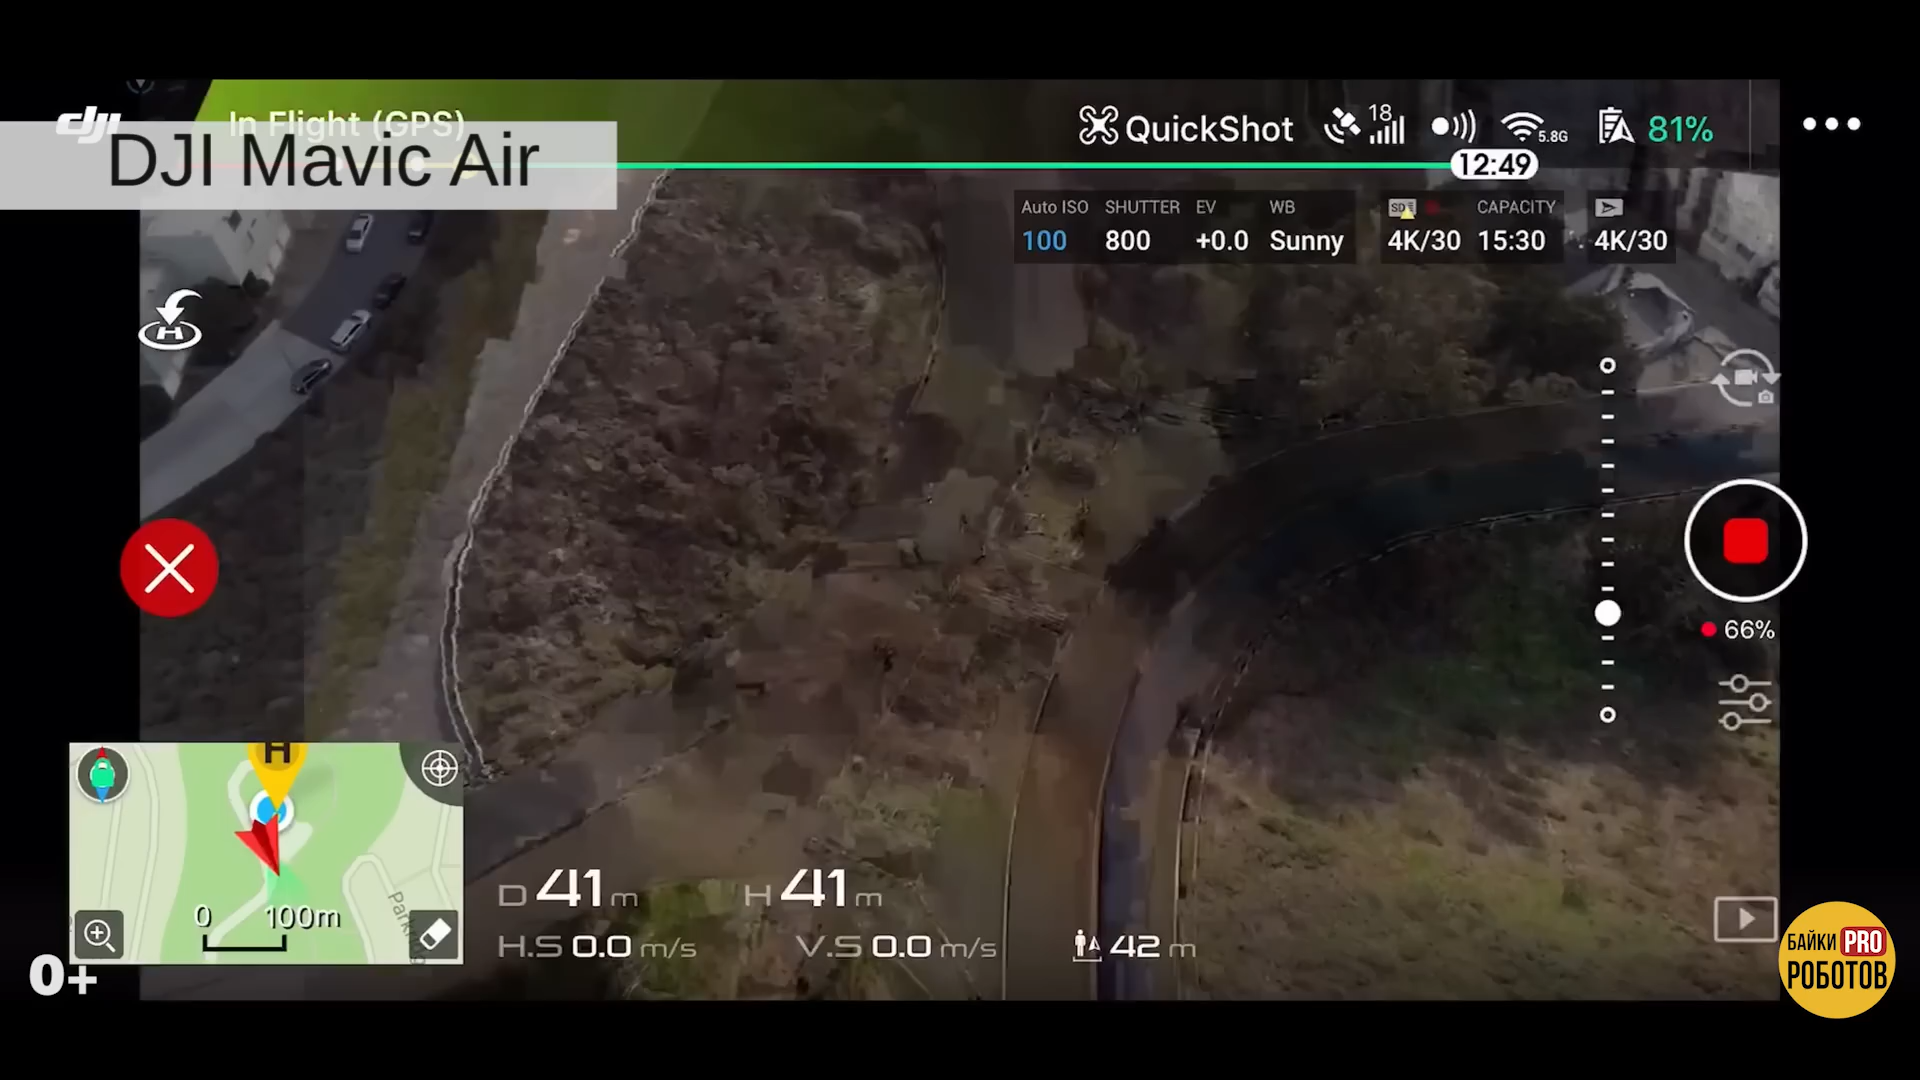 dji
In Flight (GPS)
DJI Mavic Air
QuickShot
18
5.8G
81%
12:49
Auto ISO SHUTTER EV WB
100 800 +0.0 Sunny
SD CAPACITY
4K/30 15:30
4K/30
H
66%
H
0 100m
D 41 m H 41 m
H.S 0.0 m/s V.S 0.0 m/s 42 m
0+
БАЙКИ PRO
РОБОТОВ